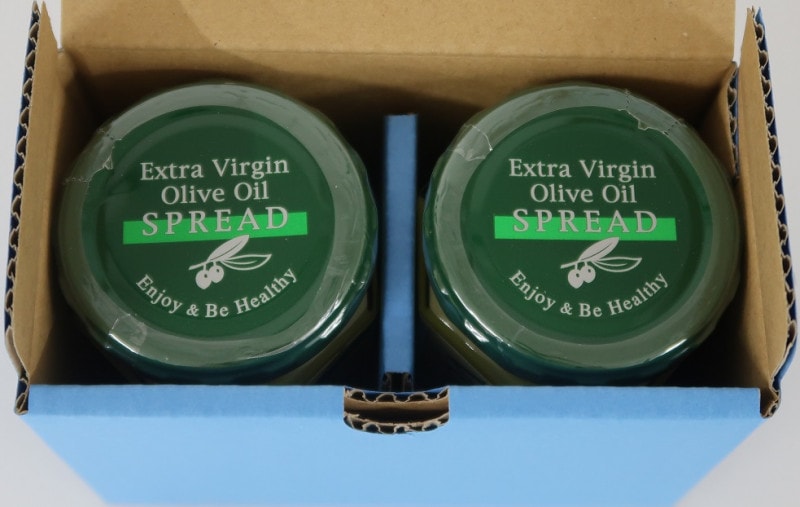 Extra Virgin
Olive Oil
SPREAD
Enjoy & Be Healthy
Extra Virgin
Olive Oil
SPREAD
Enjoy & Be Healthy